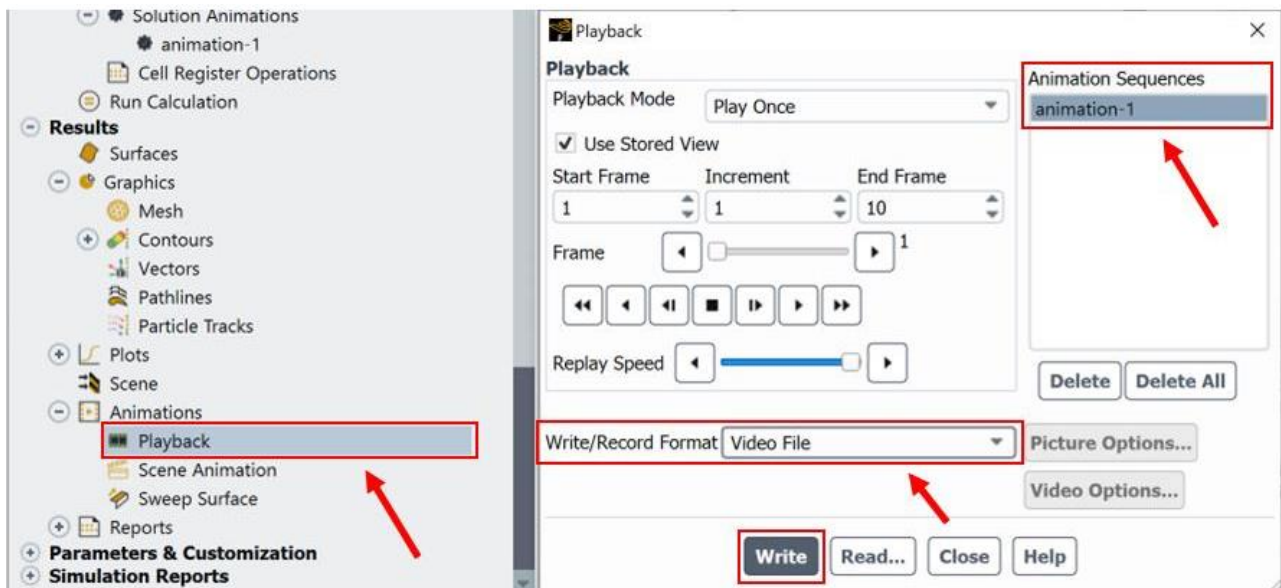 Solution Animations
animation-1
Cell Register Operations
Run Calculation
Results
Surfaces
Graphics
Mesh
Contours
Vectors
Pathlines
Particle Tracks
Plots
Scene
Animations
Playback
Scene Animation
Sweep Surface
Reports
Parameters & Customization
Simulation Reports
Playback
Playback
Playback Mode Play Once
Use Stored View
Start Frame Increment End Frame
1 1 10
Frame 1
Replay Speed
Write/Record Format Video File
Animation Sequences
animation-1
Delete Delete All
Picture Options...
Video Options...
Write Read... Close Help